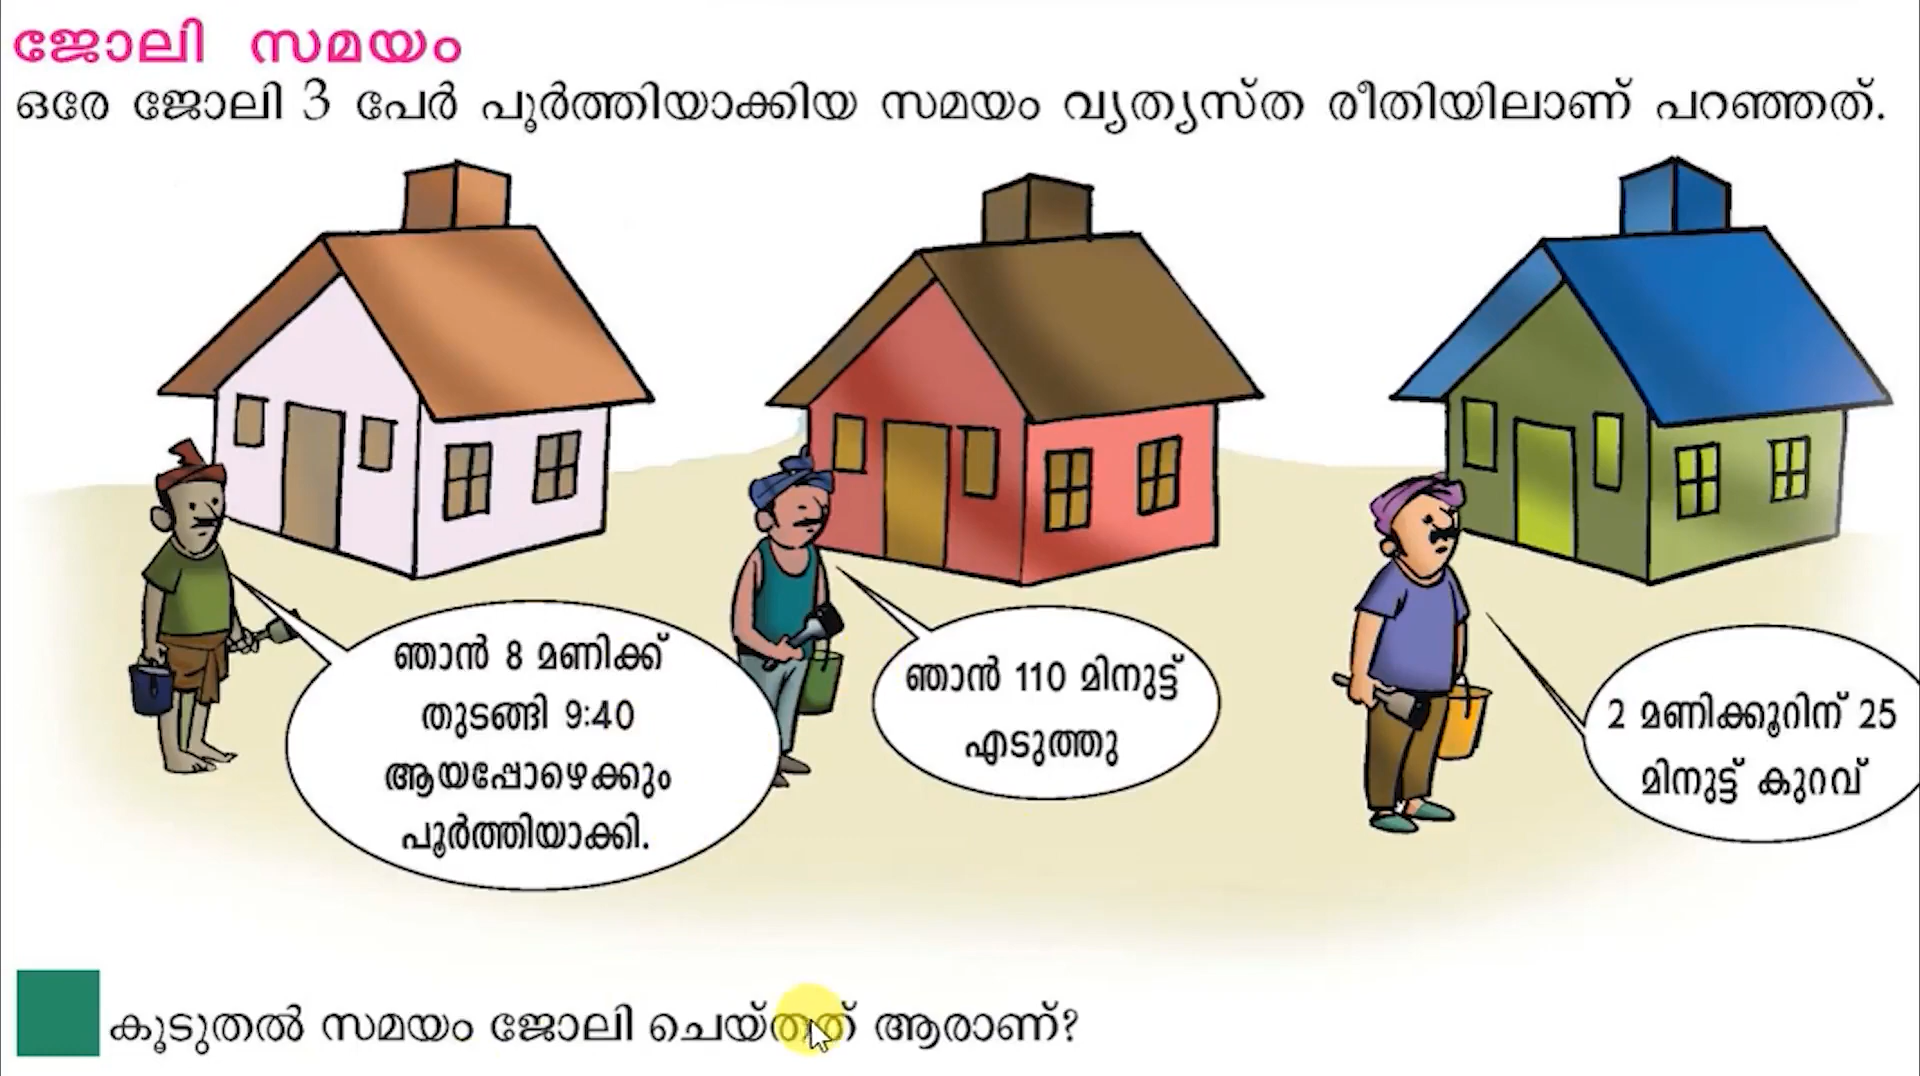 ജോലി സമയം
ഒരേ ജോലി 3 പേർ പൂർത്തിയാക്കിയ സമയം വ്യത്യസ്ത രീതിയിലാണ് പറഞ്ഞത്.
ഞാൻ 8 മണിക്ക്
തുടങ്ങി 9:40
ആയപ്പോഴെക്കും
പൂർത്തിയാക്കി.
ഞാൻ 110 മിനുട്ട്
എടുത്തു
2 മണിക്കൂറിന് 25
മിനുട്ട് കുറവ്
കൂടുതൽ സമയം ജോലി ചെയ്തത് ആരാണ്?